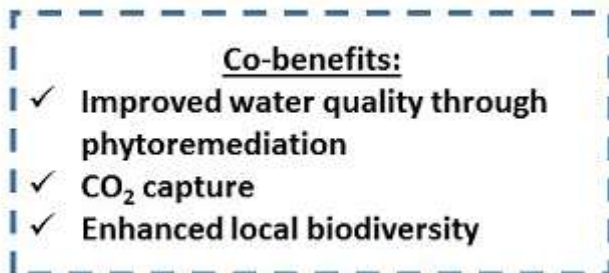 Co-benefits:
✓ Improved water quality through
phytoremediation
✓ CO₂ capture
✓ Enhanced local biodiversity